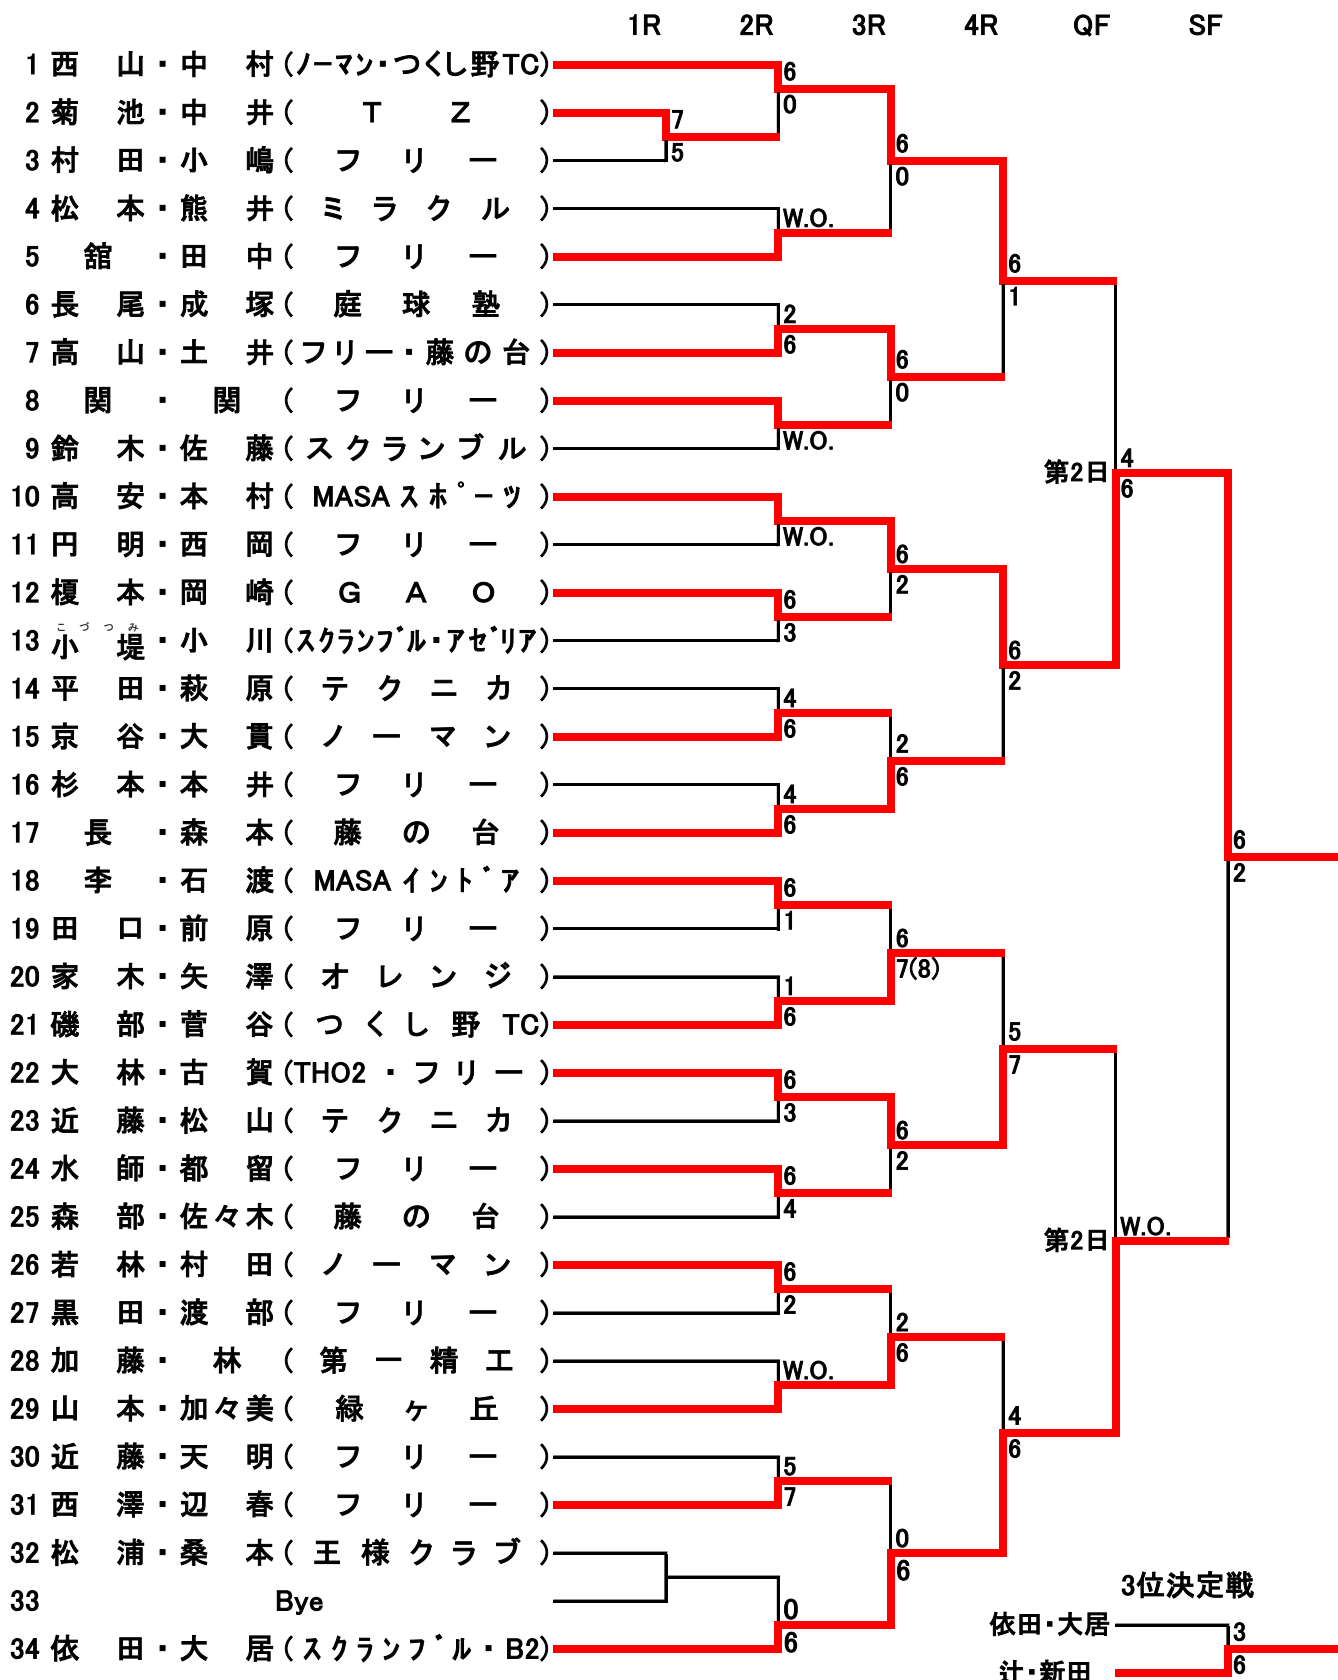 1R 2R 3R 4R QF SF
1 西 山・中 村 (ノーマン・つくし野TC) 6
2 菊 池・中 井 ( T Z ) 7 0
3 村 田・小 嶋 ( フ リ ー ) 5 6 0
4 松 本・熊 井 ( ミ ラ ク ル ) W.O.
5 舘 ・田 中 ( フ リ ー ) 6 1
6 長 尾・成 塚 ( 庭 球 塾 ) 2
7 高 山・土 井 (フリー・藤の台) 6 6
8 関 ・ 関 ( フ リ ー ) 0
9 鈴 木・佐 藤 (スクランブル) W.O. 第2日 4
10 高 安・本 村 ( MASAスポーツ ) 6
11 円 明・西 岡 ( フ リ ー ) W.O. 6
12 榎 本・岡 崎 ( G A O ) 6 2
こづつみ
13 小 堤・小 川 (スクランブル・アゼリア) 3 6
14 平 田・萩 原 ( テ ク ニ カ ) 4 2
15 京 谷・大 貫 ( ノ ー マ ン ) 6 2
16 杉 本・本 井 ( フ リ ー ) 4 6
17 長 ・森 本 ( 藤 の 台 ) 6 6
18 李 ・石 渡 ( MASAインドア ) 6 2
19 田 口・前 原 ( フ リ ー ) 1 6
20 家 木・矢 澤 ( オ レ ン ジ ) 1 7(8)
21 磯 部・菅 谷 ( つ く し 野 TC) 6 5
22 大 林・古 賀 (THO2 ・ フリー ) 6 7
23 近 藤・松 山 ( テ ク ニ カ ) 3 6
24 水 師・都 留 ( フ リ ー ) 6 2
25 森 部・佐々木 ( 藤 の 台 ) 4 第2日 W.O.
26 若 林・村 田 ( ノ ー マ ン ) 6
27 黒 田・渡 部 ( フ リ ー ) 2 2
28 加 藤・ 林 ( 第 一 精 工 ) W.O. 6
29 山 本・加々美 ( 緑 ヶ 丘 ) 4
30 近 藤・天 明 ( フ リ ー ) 5 6
31 西 澤・辺 春 ( フ リ ー ) 7
32 松 浦・桑 本 ( 王 様 クラブ ) 0
33 Bye 0 6 3位決定戦
依田・大居 3
34 依 田・大 居 (スクランブル・B2) 6 6
辻・新田